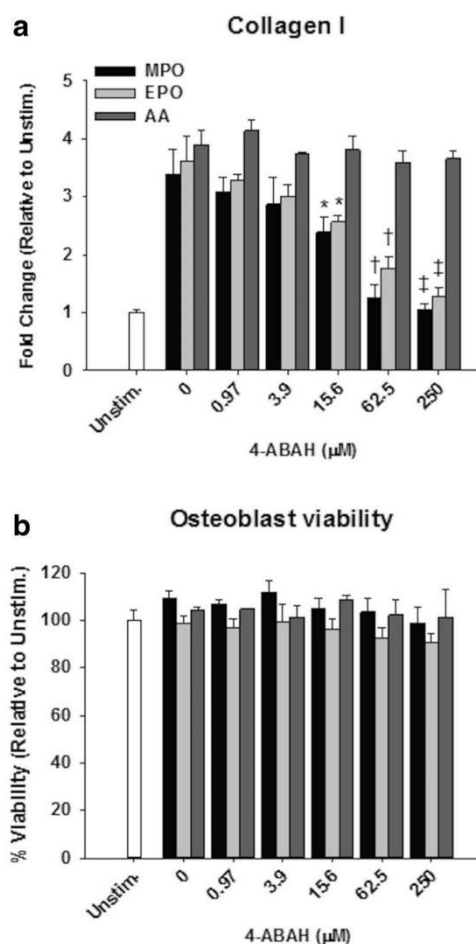 a
Collagen I
MPO
EPO
AA
Fold Change (Relative to Unstim.)
5
4
3
2
1
0
* *
† †
‡ ‡
Unstim. 0 0.97 3.9 15.6 62.5 250
4-ABAH (µM)
b
Osteoblast viability
% Viability (Relative to Unstim.)
120
100
80
60
40
20
0
Unstim. 0 0.97 3.9 15.6 62.5 250
4-ABAH (µM)